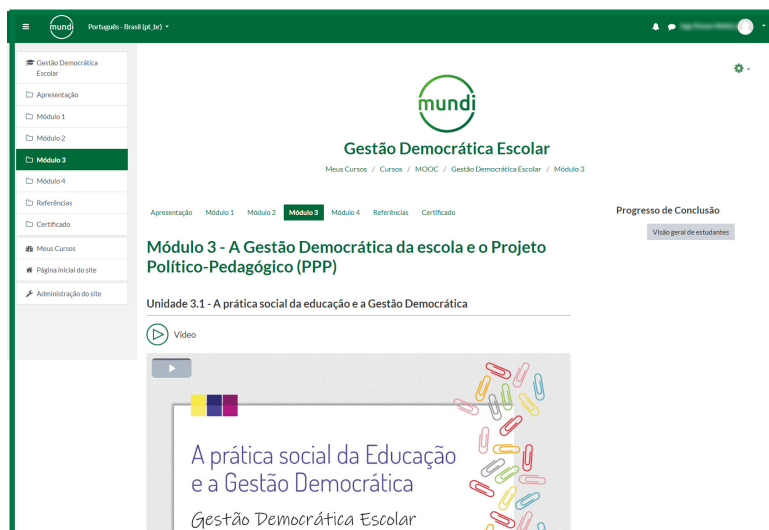 mundi
Português - Brasil (pt_br)
Gestão Democrática
Escolar
Apresentação
Módulo 1
Módulo 2
Módulo 3
Módulo 4
Referências
Certificado
Meus Cursos
Página inicial do site
Administração do site
mundi
Gestão Democrática Escolar
Meus Cursos / Cursos / MOOC / Gestão Democrática Escolar / Módulo 3
Apresentação Módulo 1 Módulo 2 Módulo 3 Módulo 4 Referências Certificado
Progresso de Conclusão
Visão geral de estudantes
Módulo 3 - A Gestão Democrática da escola e o Projeto
Político-Pedagógico (PPP)
Unidade 3.1 - A prática social da educação e a Gestão Democrática
Vídeo
A prática social da Educação
e a Gestão Democrática
Gestão Democrática Escolar